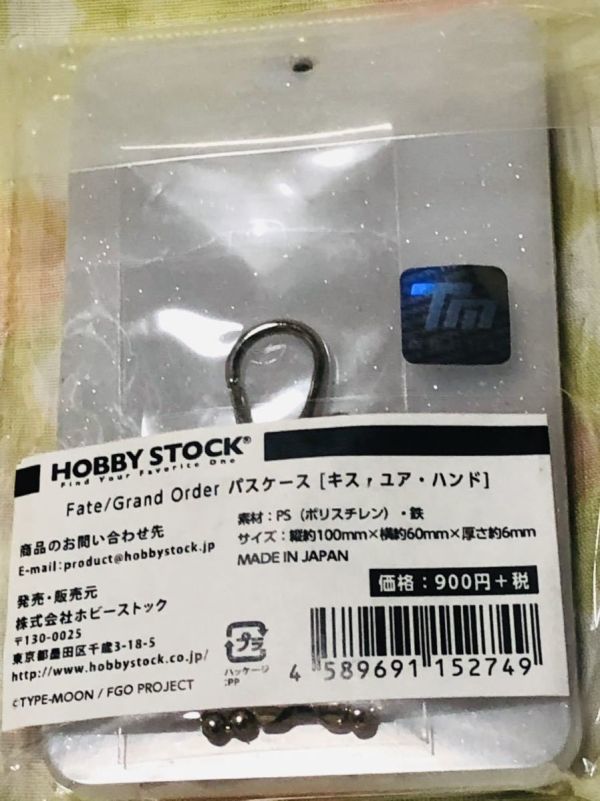 Tm
HOBBY STOCK®
Find Your Favorite One
Fate/Grand Order パスケース [キス,ユア・ハンド]
商品のお問い合わせ先
E-mail:product@hobbystock.jp
素材：PS（ポリスチレン）・鉄
サイズ：縦約100mm×横約60mm×厚さ約6mm
MADE IN JAPAN
価格：900円+税
発売・販売元
株式会社ホビーストック
〒130-0025
東京都墨田区千歳3-18-5
http://www.hobbystock.co.jp/
©TYPE-MOON / FGO PROJECT
プラ
パッケージ
:PP
4 589691 152749